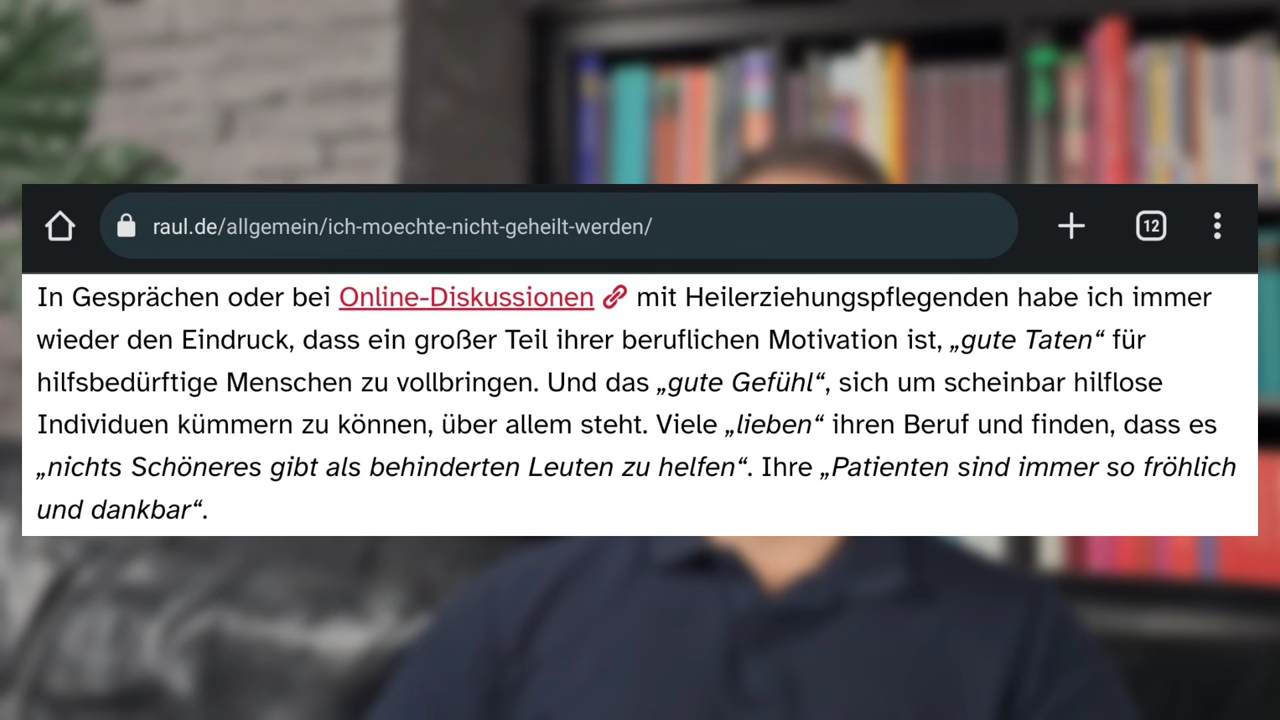 raul.de/allgemein/ich-moechte-nicht-geheilt-werden/
12
In Gesprächen oder bei Online-Diskussionen mit Heilerziehungspflegenden habe ich immer
wieder den Eindruck, dass ein großer Teil ihrer beruflichen Motivation ist, „gute Taten“ für
hilfsbedürftige Menschen zu vollbringen. Und das „gute Gefühl“, sich um scheinbar hilflose
Individuen kümmern zu können, über allem steht. Viele „lieben“ ihren Beruf und finden, dass es
„nichts Schöneres gibt als behinderten Leuten zu helfen“. Ihre „Patienten sind immer so fröhlich
und dankbar“.